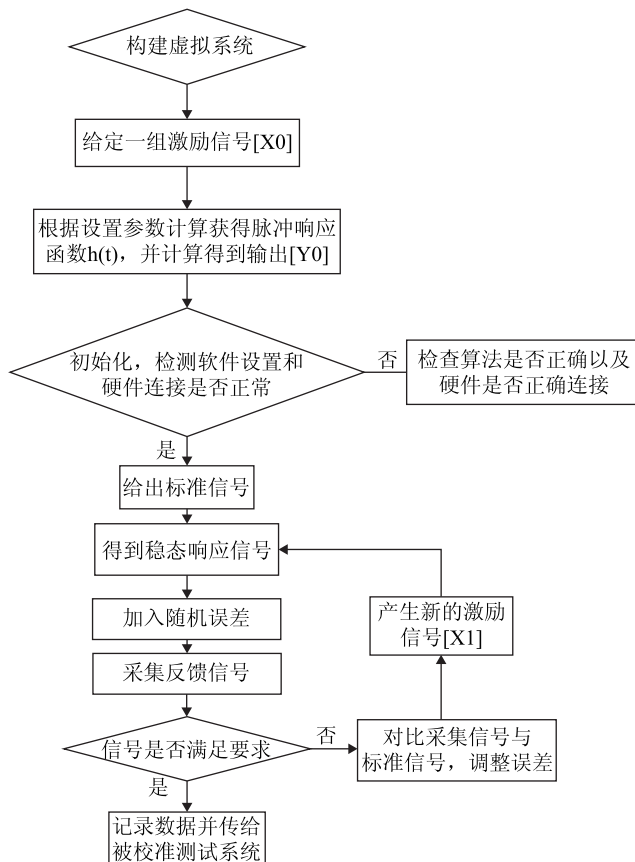 构建虚拟系统
给定一组激励信号[X0]
根据设置参数计算获得脉冲响应
函数h(t)，并计算得到输出[Y0]
初始化，检测软件设置和
硬件连接是否正常
否
检查算法是否正确以及
硬件是否正确连接
是
给出标准信号
得到稳态响应信号
加入随机误差
产生新的激励
信号[X1]
采集反馈信号
信号是否满足要求
否
对比采集信号与
标准信号，调整误差
是
记录数据并传给
被校准测试系统